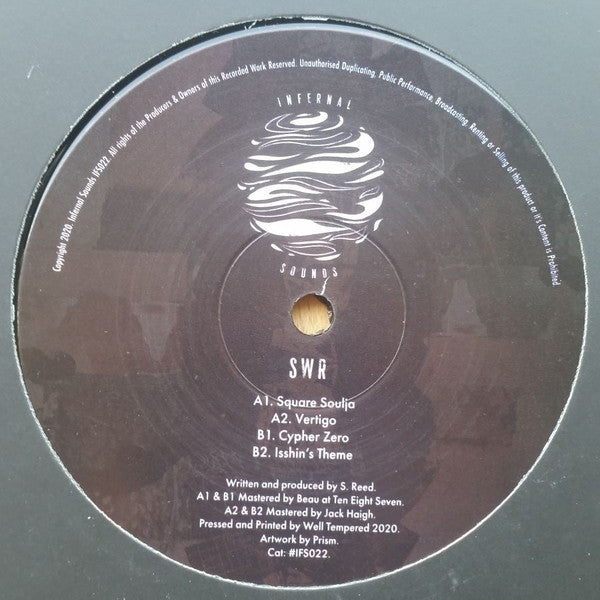 Copyright 2020. Infernal Sounds IFS022. All rights of the Producers & Owners of this Recorded Work Reserved. Unauthorised Duplicating, Public Performance, Broadcasting, Renting or Selling of this product or it's Content is Prohibited
INFERNAL
SOUNDS
SWR
A1. Square Soulja
A2. Vertigo
B1. Cypher Zero
B2. Isshin's Theme
Written and produced by S. Reed.
A1 & B1 Mastered by Beau at Ten Eight Seven.
A2 & B2 Mastered by Jack Haigh.
Pressed and Printed by Well Tempered 2020.
Artwork by Prism.
Cat: #IFS022.